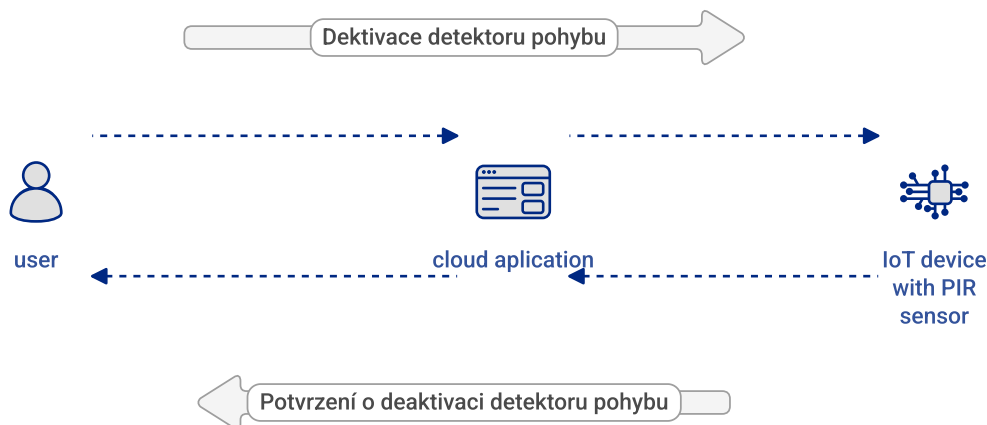 Dektivace detektoru pohybu
user
cloud aplication
IoT device
with PIR
sensor
Potvrzení o deaktivaci detektoru pohybu